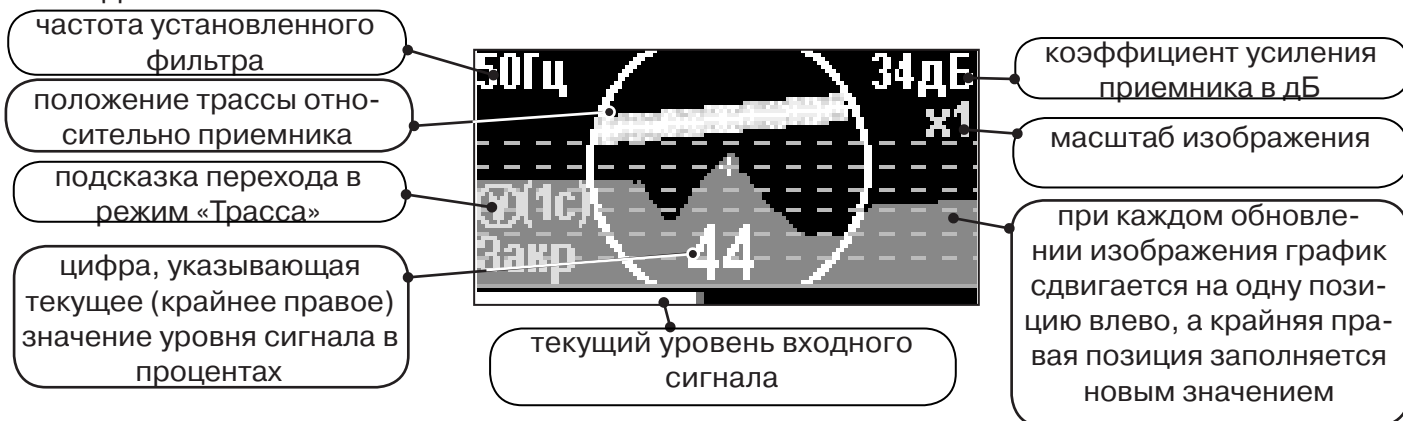 частота установленного
фильтра
положение трассы отно-
сительно приемника
подсказка перехода в
режим «Трасса»
цифра, указывающая
текущее (крайнее правое)
значение уровня сигнала в
процентах
50Гц
34дБ
x1
(1с)
Закр
44
текущий уровень входного
сигнала
коэффициент усиления
приемника в дБ
масштаб изображения
при каждом обновле-
нии изображения график
сдвигается на одну пози-
цию влево, а крайняя пра-
вая позиция заполняется
новым значением